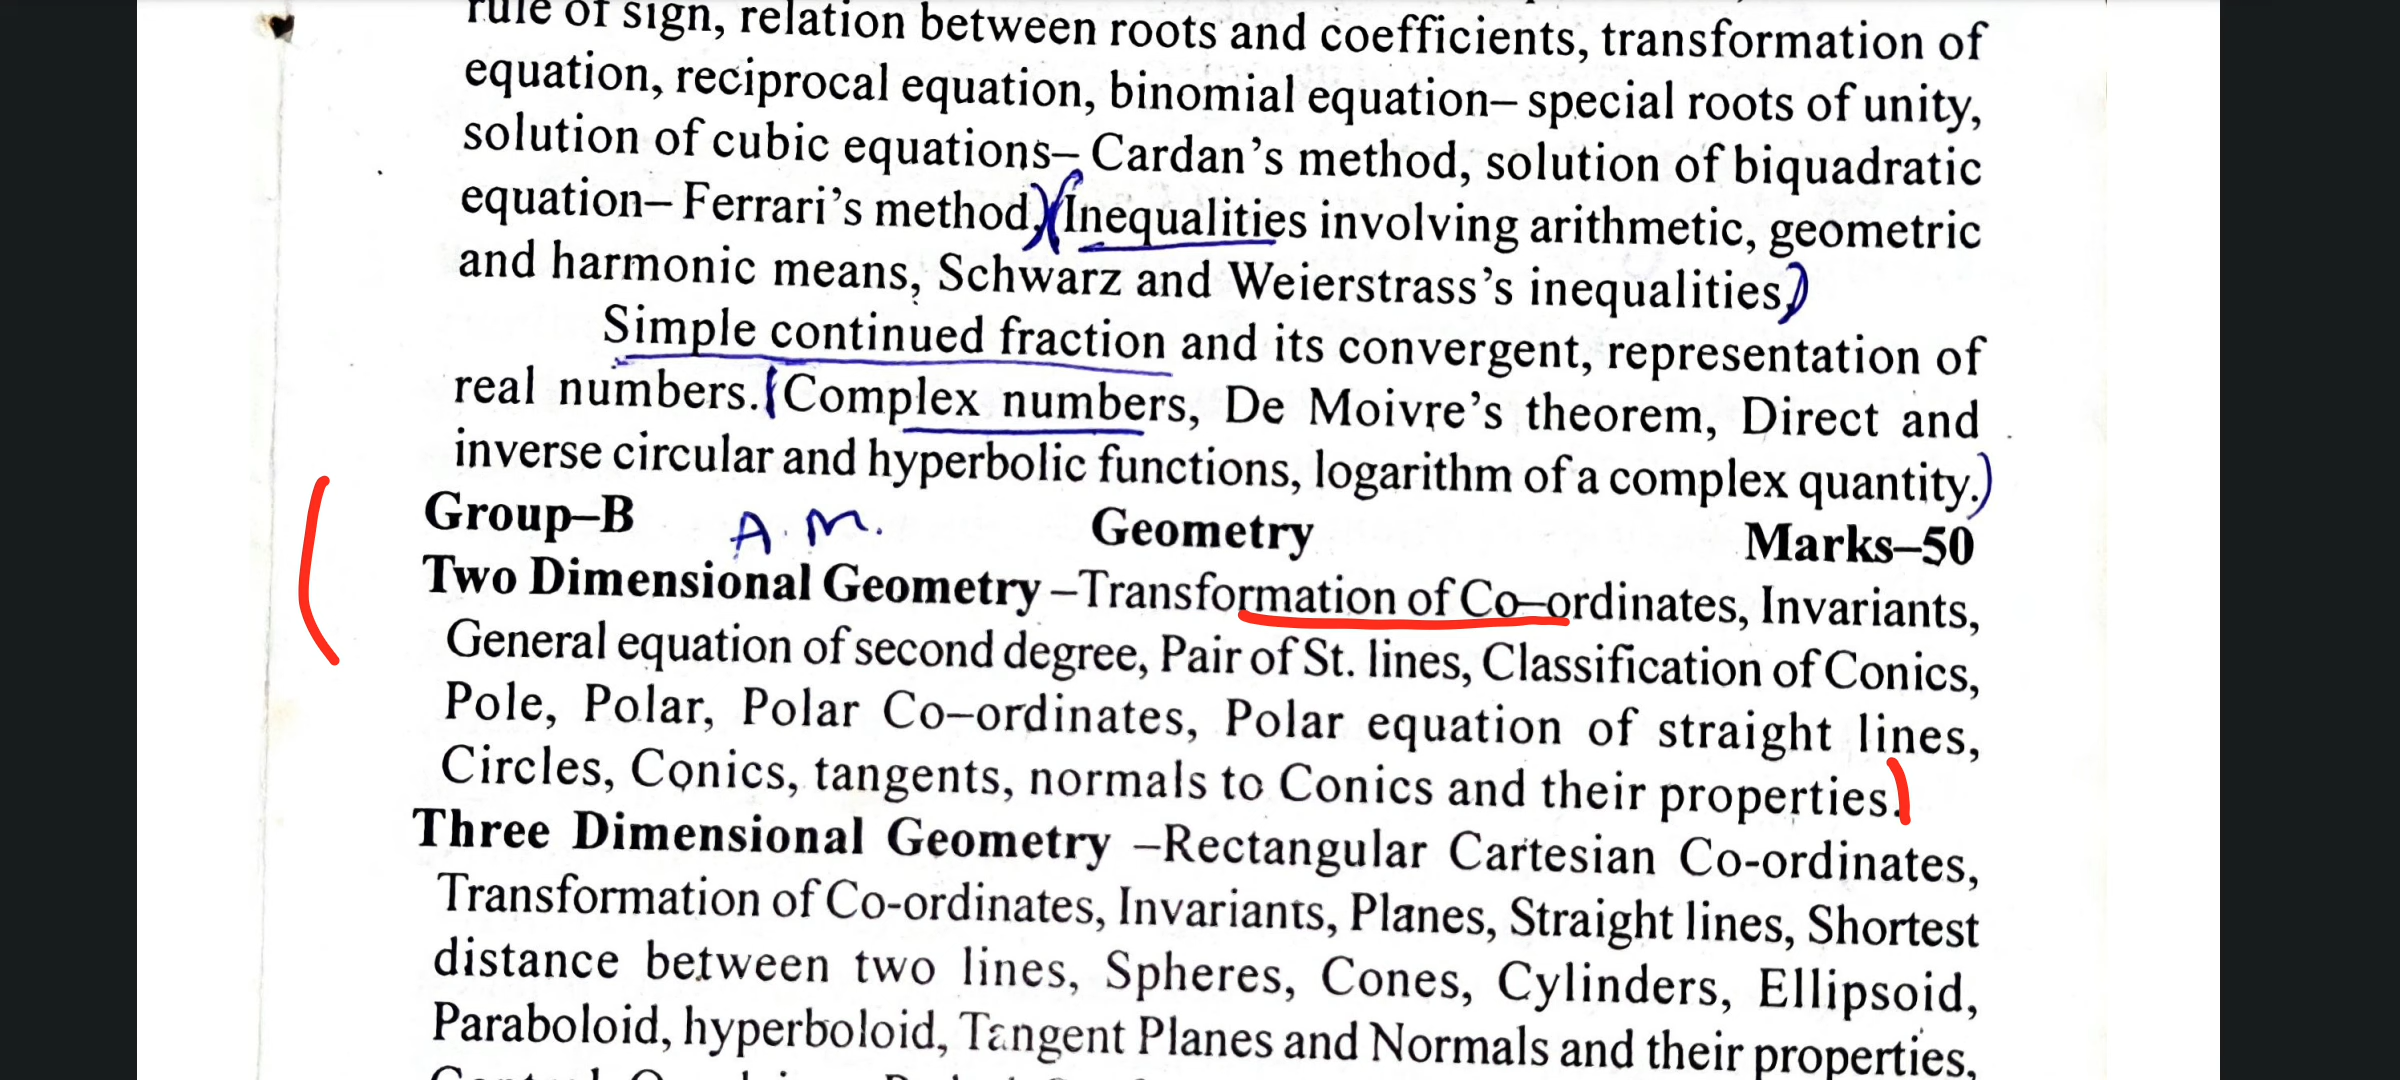 rule of sign, relation between roots and coefficients, transformation of
equation, reciprocal equation, binomial equation– special roots of unity,
solution of cubic equations– Cardan's method, solution of biquadratic
equation– Ferrari's method) (Inequalities involving arithmetic, geometric
and harmonic means, Schwarz and Weierstrass's inequalities)
Simple continued fraction and its convergent, representation of
real numbers. (Complex numbers, De Moivre's theorem, Direct and
inverse circular and hyperbolic functions, logarithm of a complex quantity.)
Group–B A.M. Geometry Marks–50
Two Dimensional Geometry –Transformation of Co–ordinates, Invariants,
General equation of second degree, Pair of St. lines, Classification of Conics,
Pole, Polar, Polar Co–ordinates, Polar equation of straight lines,
Circles, Conics, tangents, normals to Conics and their properties.)
Three Dimensional Geometry –Rectangular Cartesian Co-ordinates,
Transformation of Co-ordinates, Invariants, Planes, Straight lines, Shortest
distance between two lines, Spheres, Cones, Cylinders, Ellipsoid,
Paraboloid, hyperboloid, Tangent Planes and Normals and their properties,